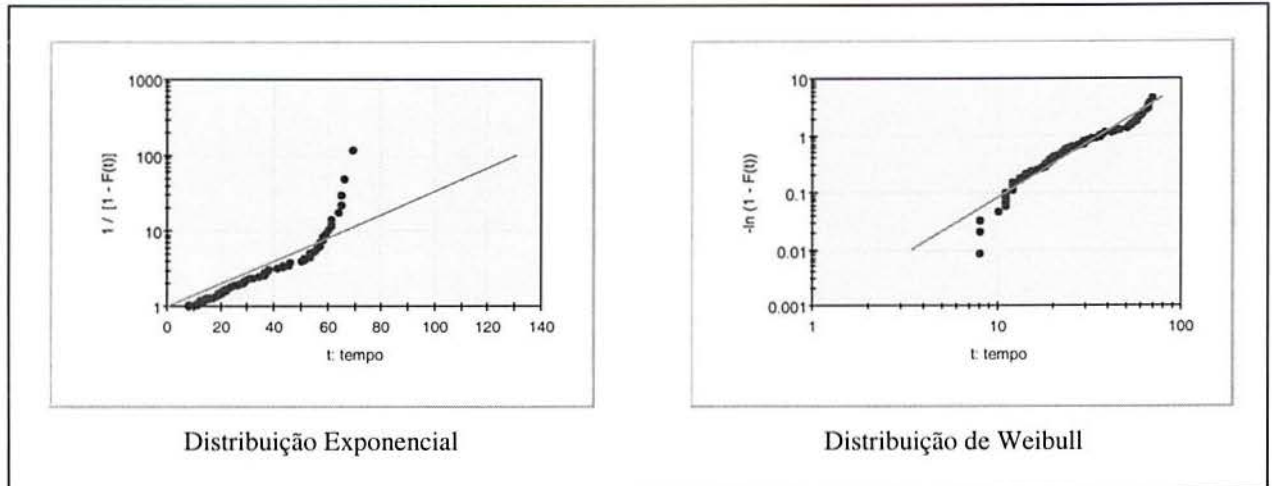 1000
100
10
1
1 / [1 - F(t)]
0 20 40 60 80 100 120 140
t: tempo
Distribuição Exponencial
10
1
0.1
0.01
0.001
-ln (1 - F(t))
1 10 100
t: tempo
Distribuição de Weibull